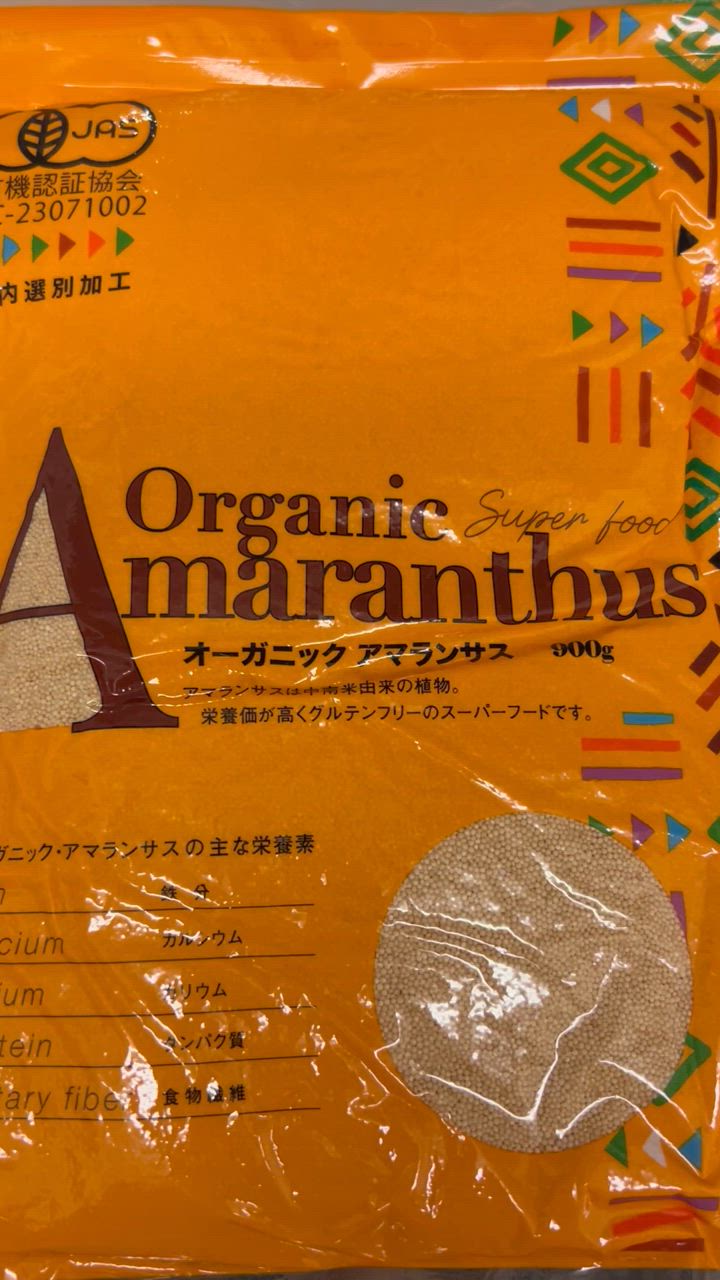 JAS
機認証協会
-23071002
内選別加工
Organic Super food
Amaranthus
オーガニック アマランサス 900g
アマランサスは中南米由来の植物。
栄養価が高くグルテンフリーのスーパーフードです。
ガニック・アマランサスの主な栄養素
n 鉄 分
cium カルシウム
ium カリウム
tein タンパク質
tary fiber 食物繊維